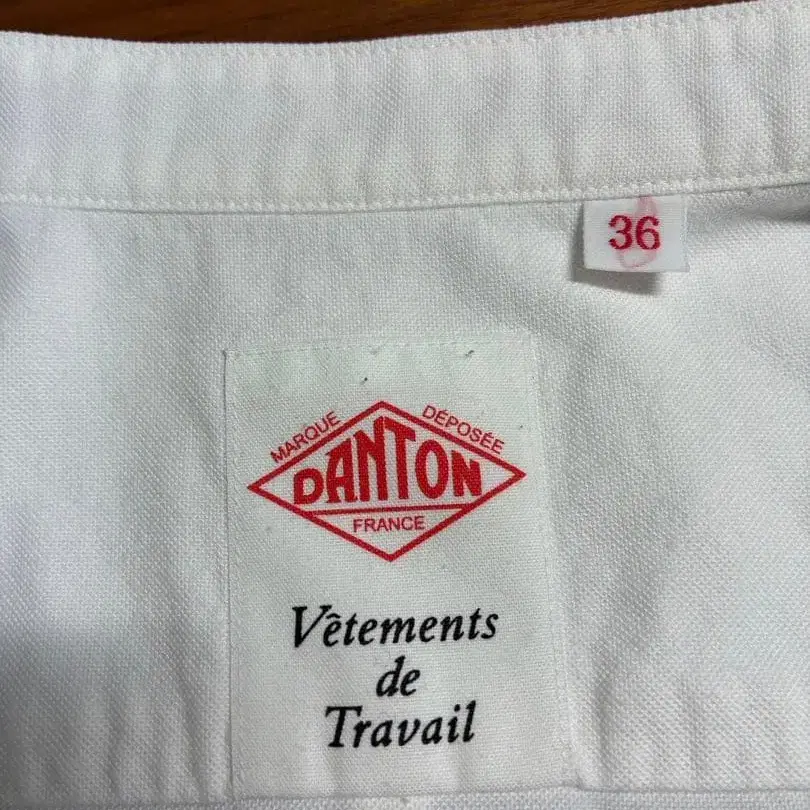 36
MARQUE DÉPOSÉE
DANTON
FRANCE
Vêtements
de
Travail